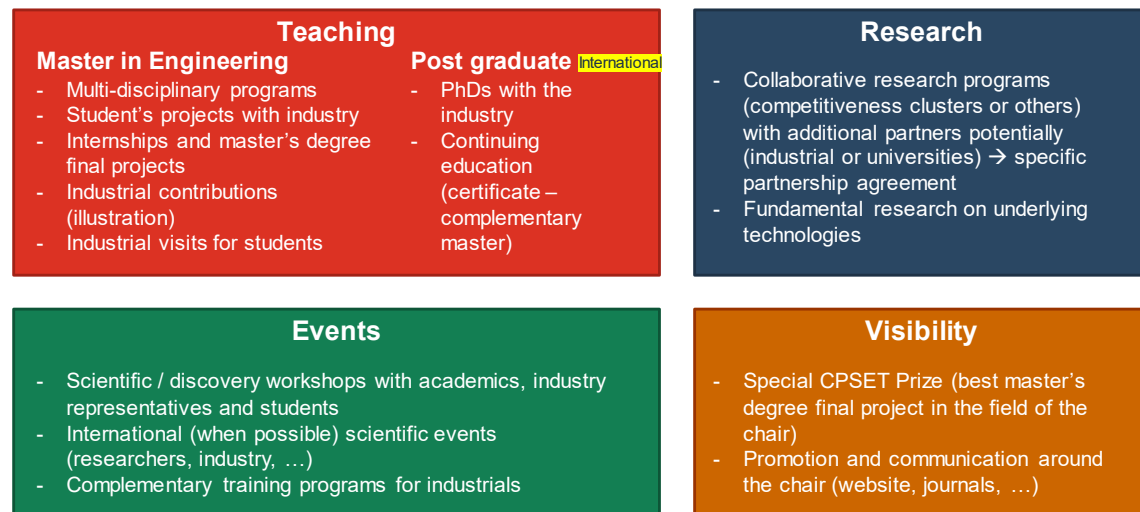 Teaching
Master in Engineering
- Multi-disciplinary programs
- Student’s projects with industry
- Internships and master’s degree
final projects
- Industrial contributions
(illustration)
- Industrial visits for students
Post graduate International
- PhDs with the
industry
- Continuing
education
(certificate –
complementary
master)
Research
- Collaborative research programs
(competitiveness clusters or others)
with additional partners potentially
(industrial or universities) → specific
partnership agreement
- Fundamental research on underlying
technologies
Events
- Scientific / discovery workshops with academics, industry
representatives and students
- International (when possible) scientific events
(researchers, industry, …)
- Complementary training programs for industrials
Visibility
- Special CPSET Prize (best master’s
degree final project in the field of the
chair)
- Promotion and communication around
the chair (website, journals, …)